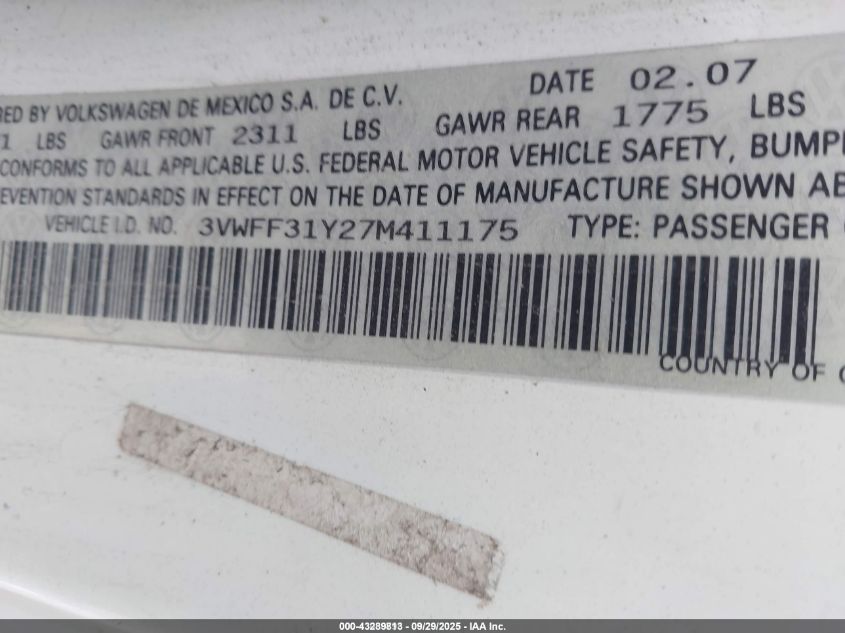 RED BY VOLKSWAGEN DE MEXICO S.A. DE C.V. DATE 02.07
1 LBS GAWR FRONT 2311 LBS GAWR REAR 1775 LBS
CONFORMS TO ALL APPLICABLE U.S. FEDERAL MOTOR VEHICLE SAFETY, BUMP
EVENTION STANDARDS IN EFFECT ON THE DATE OF MANUFACTURE SHOWN AB
VEHICLE I.D. NO. 3VWFF31Y27M411175 TYPE: PASSENGER
COUNTRY OF
000-43289813 - 09/29/2025 - IAA Inc.